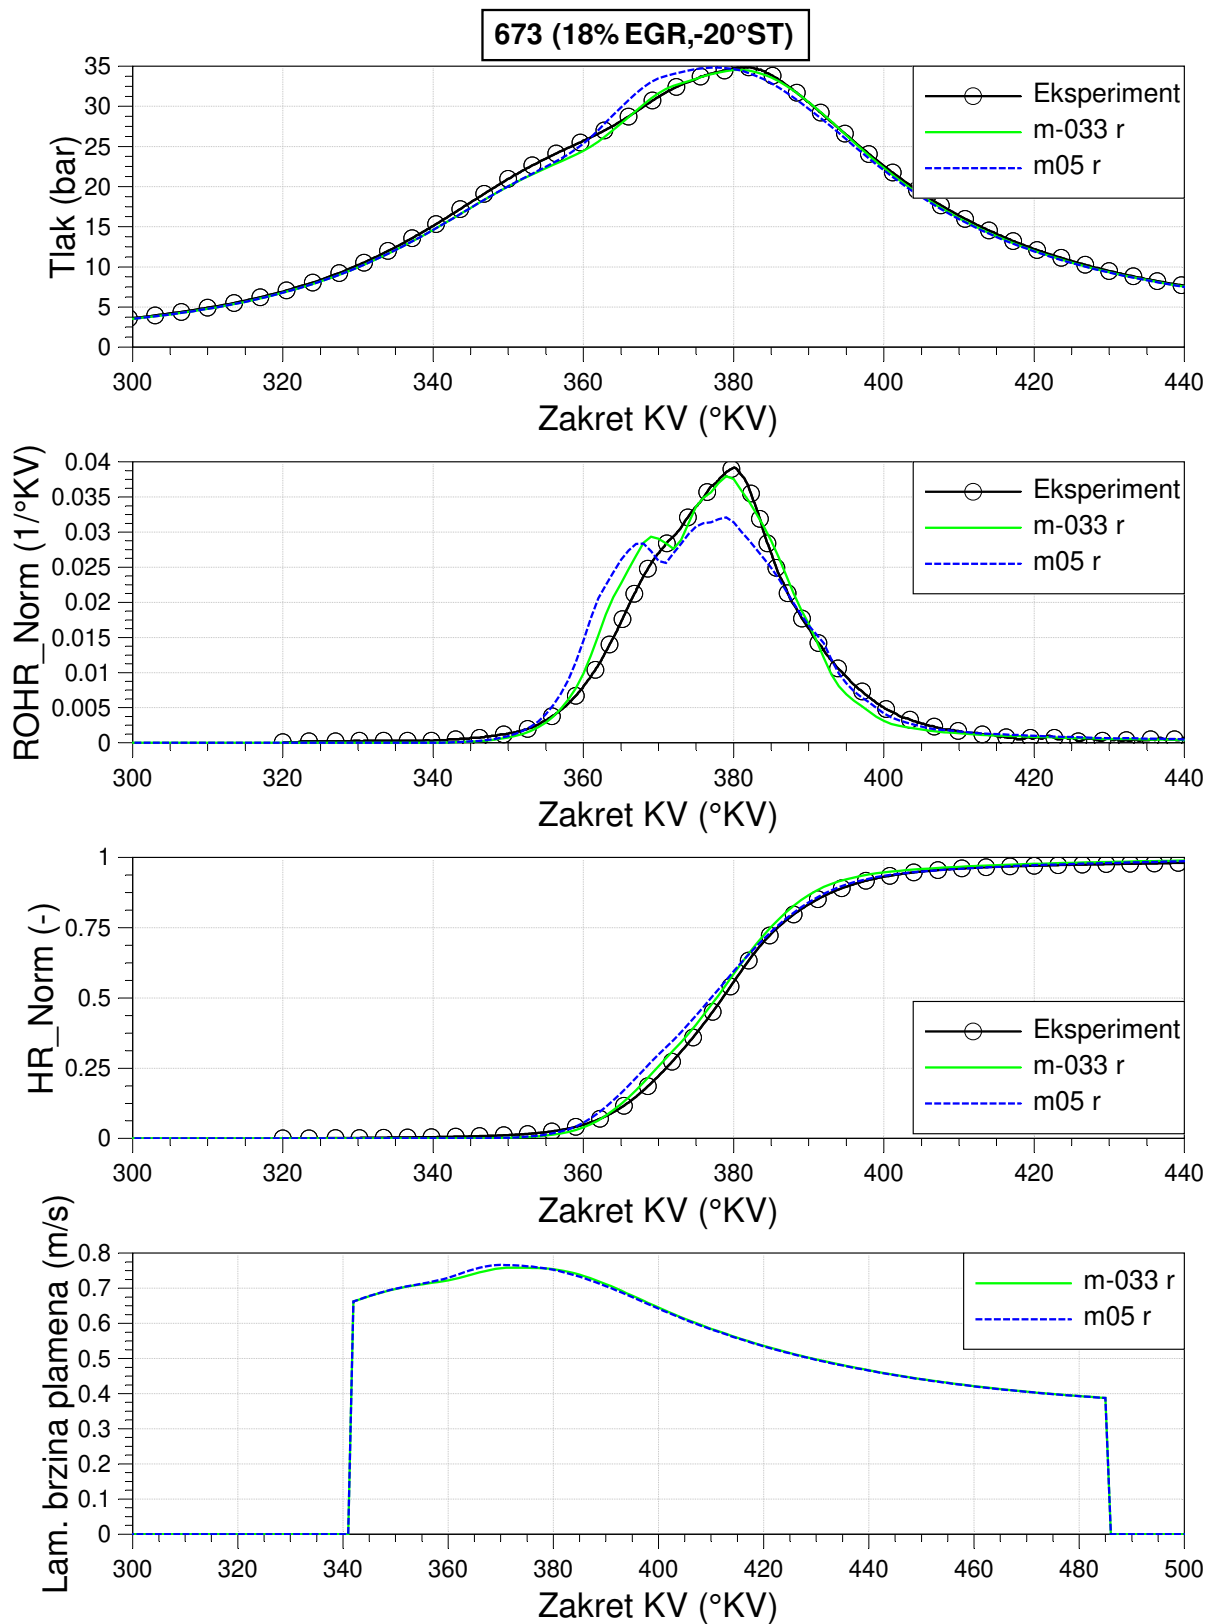 673 (18% EGR,-20°ST)
Tlak (bar)
35
30
25
20
15
10
5
0
Eksperiment
m-033 r
m05 r
300 320 340 360 380 400 420 440
Zakret KV (°KV)
ROHR_Norm (1/°KV)
0.04
0.035
0.03
0.025
0.02
0.015
0.01
0.005
0
Eksperiment
m-033 r
m05 r
300 320 340 360 380 400 420 440
Zakret KV (°KV)
HR_Norm (-)
1
0.75
0.5
0.25
0
Eksperiment
m-033 r
m05 r
300 320 340 360 380 400 420 440
Zakret KV (°KV)
Lam. brzina plamena (m/s)
0.8
0.7
0.6
0.5
0.4
0.3
0.2
0.1
0
m-033 r
m05 r
300 320 340 360 380 400 420 440 460 480 500
Zakret KV (°KV)